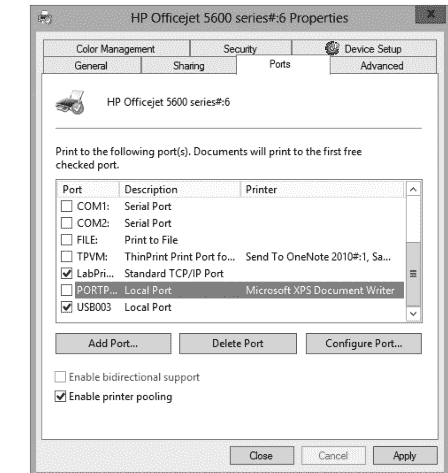 HP Officejet 5600 series#:6 Properties
x
Color Management Security Device Setup
General Sharing Ports Advanced
HP Officejet 5600 series#:6
Print to the following port(s). Documents will print to the first free
checked port.
Port Description Printer
COM1: Serial Port
COM2: Serial Port
FILE: Print to File
TPVM: ThinPrint Print Port fo... Send To OneNote 2010#:1, Sa...
LabPri... Standard TCP/IP Port
PORTP... Local Port Microsoft XPS Document Writer
USB003 Local Port
Add Port... Delete Port Configure Port...
Enable bidirectional support
Enable printer pooling
Close Cancel Apply